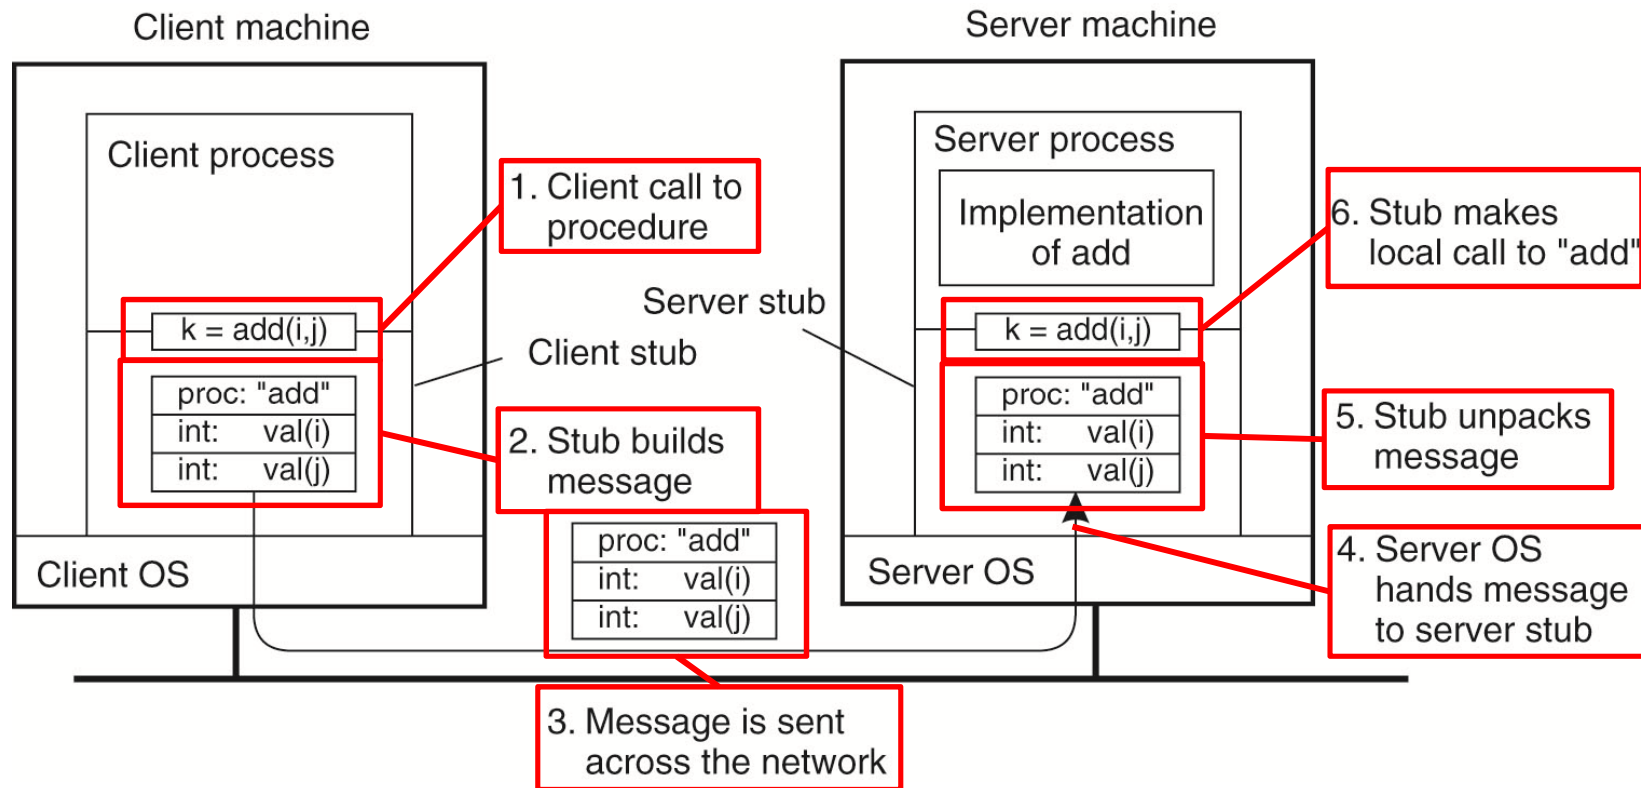 Client machine
Server machine
Client process
1. Client call to
procedure
k = add(i,j)
Client stub
proc: "add"
int: val(i)
int: val(j)
2. Stub builds
message
Client OS
proc: "add"
int: val(i)
int: val(j)
3. Message is sent
across the network
Server process
Implementation
of add
Server stub
k = add(i,j)
6. Stub makes
local call to "add"
proc: "add"
int: val(i)
int: val(j)
5. Stub unpacks
message
Server OS
4. Server OS
hands message
to server stub